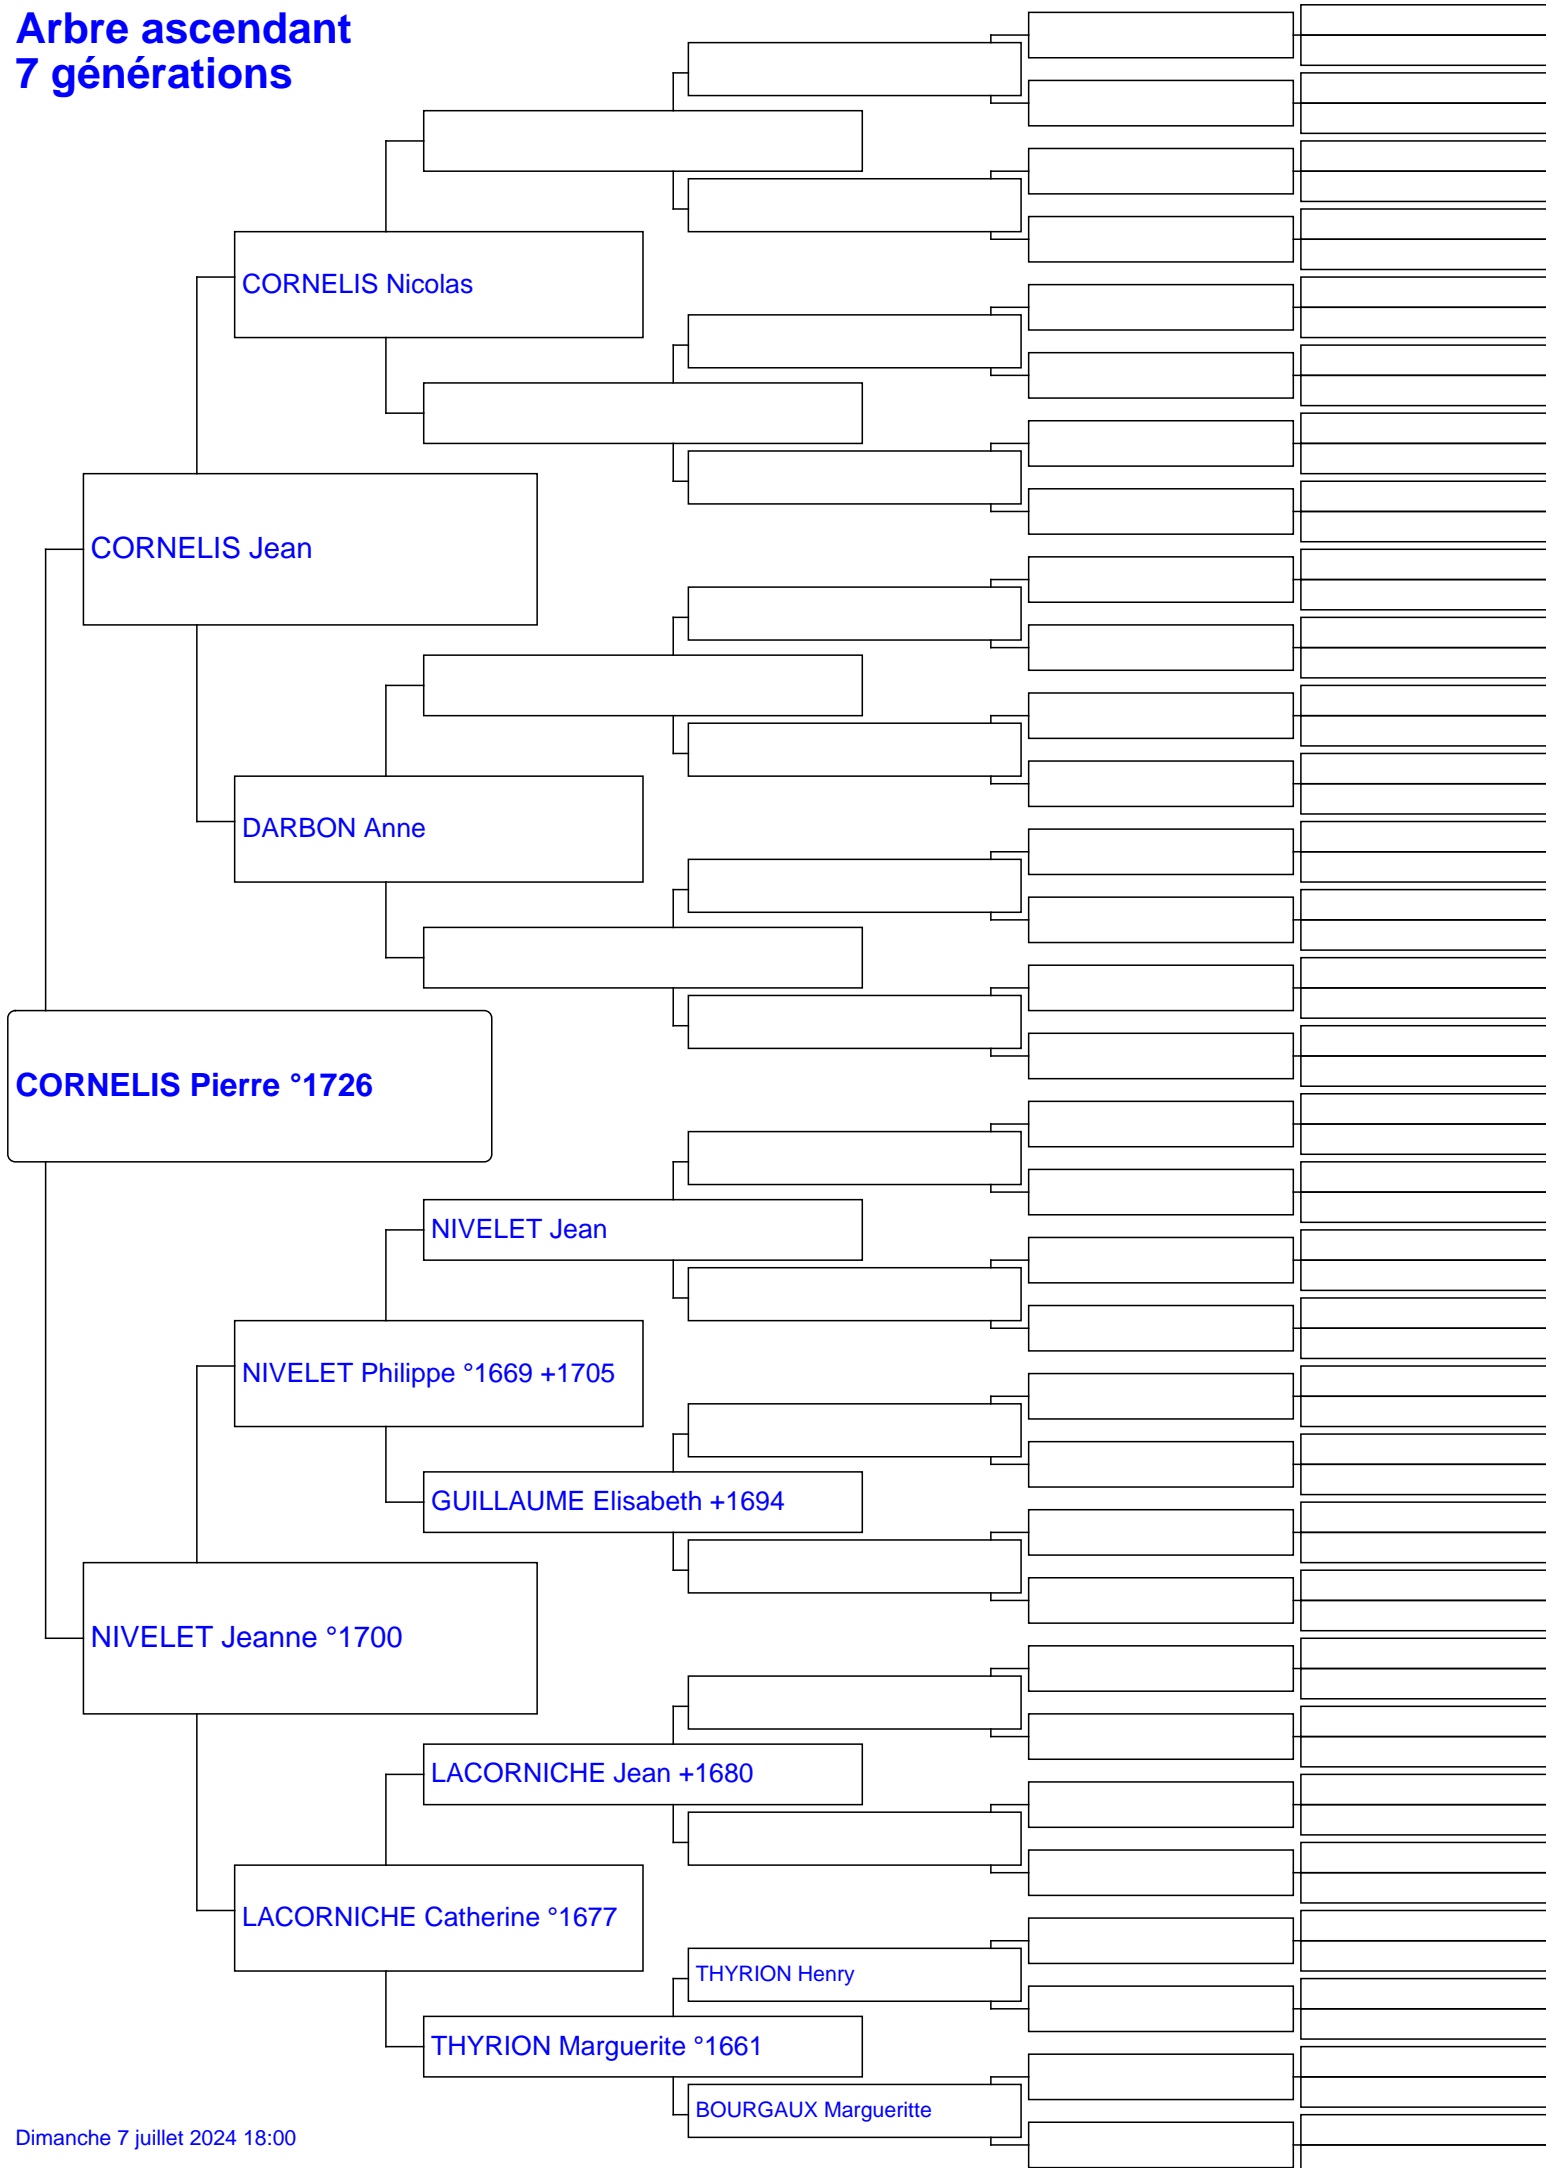 Arbre ascendant
7 générations
CORNELIS Nicolas
CORNELIS Jean
DARBON Anne
CORNELIS Pierre °1726
NIVELET Jean
NIVELET Philippe °1669 +1705
GUILLAUME Elisabeth +1694
NIVELET Jeanne °1700
LACORNICHE Jean +1680
LACORNICHE Catherine °1677
THYRION Henry
THYRION Marguerite °1661
BOURGAUX Margueritte
Dimanche 7 juillet 2024 18:00